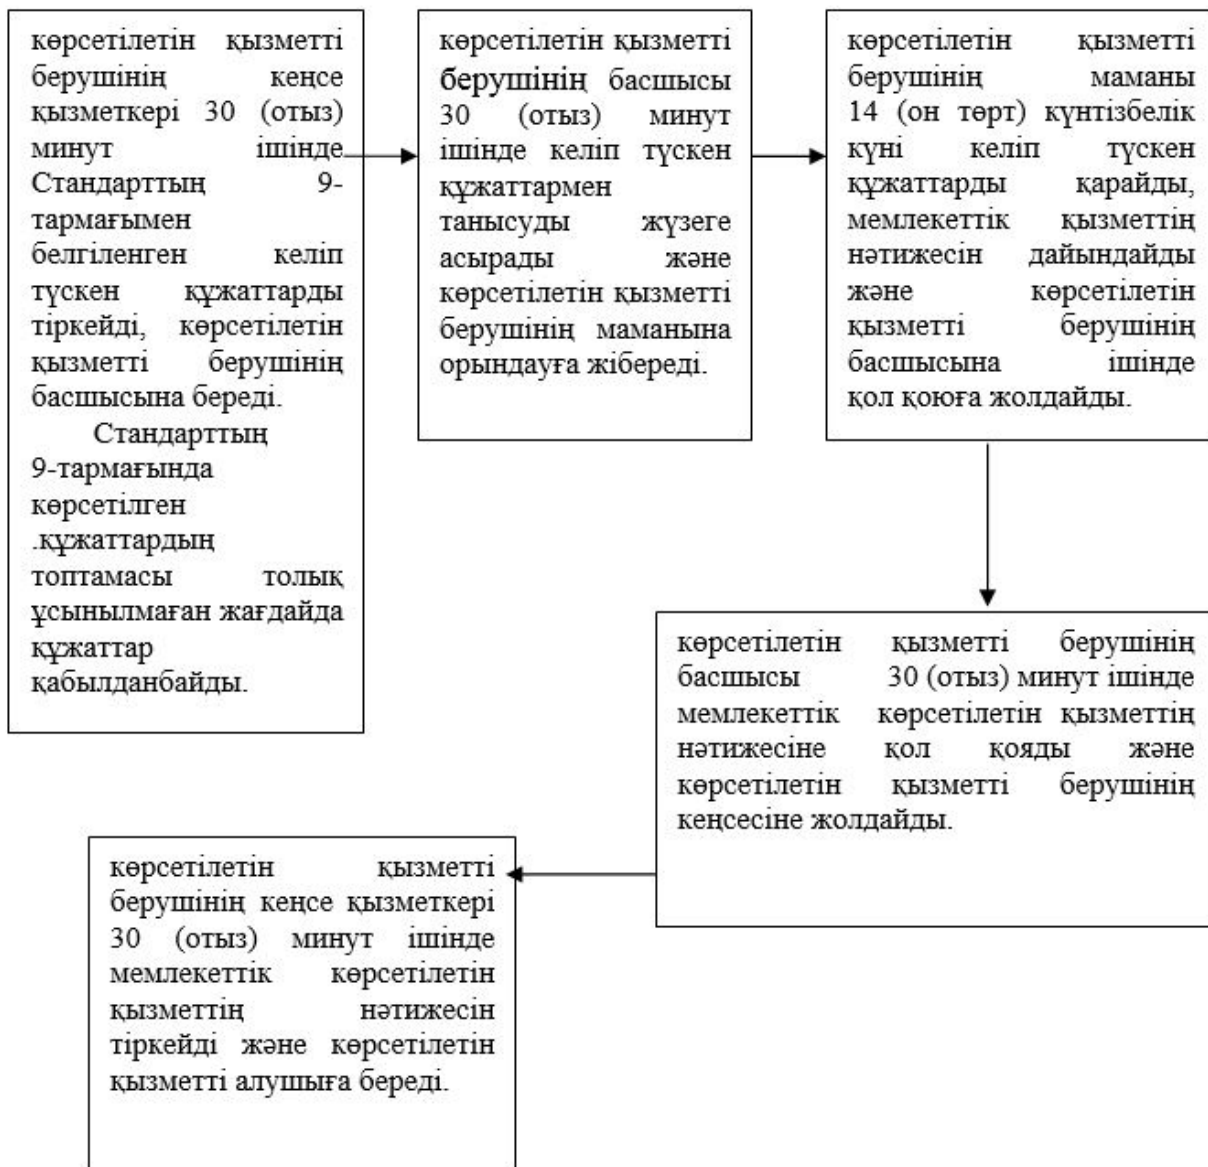 көрсетілетін қызметті
берушінің кеңсе
қызметкері 30 (отыз)
минут ішінде
Стандарттың 9-
тармағымен
белгіленген келіп
түскен құжаттарды
тіркейді, көрсетілетін
қызметті берушінің
басшысына береді.
Стандарттың
9-тармағында
көрсетілген
.құжаттардың
топтамасы толық
ұсынылмаған жағдайда
құжаттар
қабылданбайды.
көрсетілетін қызметті
берушінің басшысы
30 (отыз) минут
ішінде келіп түскен
құжаттармен
танысуды жүзеге
асырады және
көрсетілетін қызметті
берушінің маманына
орындауға жібереді.
көрсетілетін қызметті
берушінің маманы
14 (он төрт) күнтізбелік
күні келіп түскен
құжаттарды қарайды,
мемлекеттік қызметтің
нәтижесін дайындайды
және көрсетілетін
қызметті берушінің
басшысына ішінде
қол қоюға жолдайды.
көрсетілетін қызметті берушінің
басшысы 30 (отыз) минут ішінде
мемлекеттік көрсетілетін қызметтің
нәтижесіне қол қояды және
көрсетілетін қызметті берушінің
кеңсесіне жолдайды.
көрсетілетін қызметті
берушінің кеңсе қызметкері
30 (отыз) минут ішінде
мемлекеттік көрсетілетін
қызметтің нәтижесін
тіркейді және көрсетілетін
қызметті алушыға береді.